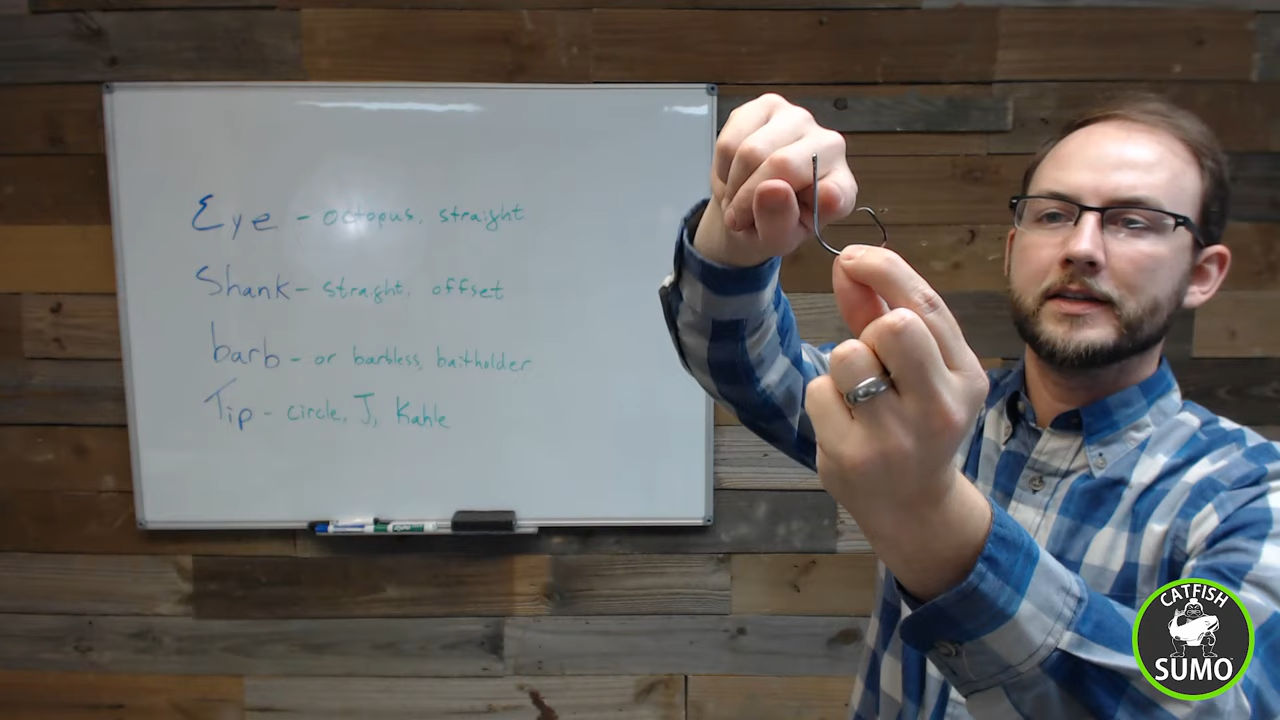 Eye - octopus, straight
Shank - straight, offset
barb - or barbless, baitholder
Tip - circle, J, Kahle
CATFISH
SUMO